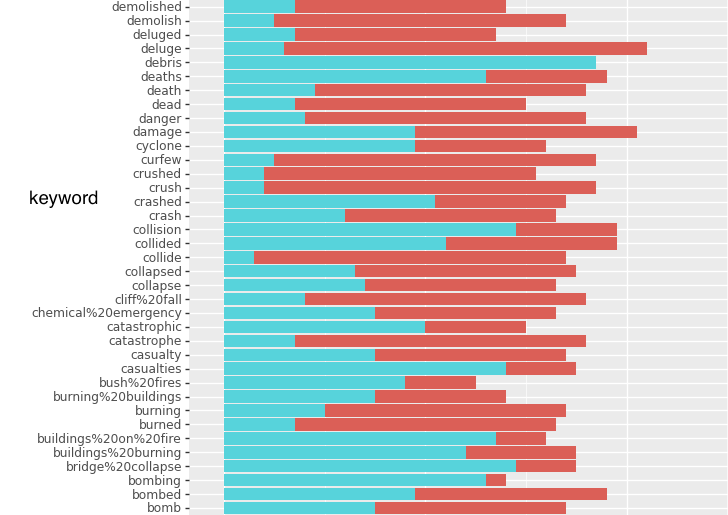 demolished
demolish
deluged
deluge
debris
deaths
death
dead
danger
damage
cyclone
curfew
crushed
crush
keyword
crashed
crash
collision
collided
collide
collapsed
collapse
cliff%20fall
chemical%20emergency
catastrophic
catastrophe
casualty
casualties
bush%20fires
burning%20buildings
burning
burned
buildings%20on%20fire
buildings%20burning
bridge%20collapse
bombing
bombed
bomb